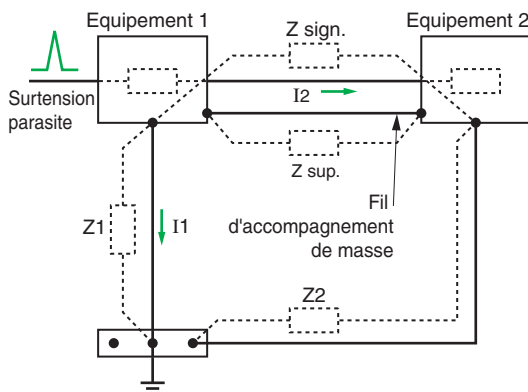 Equipement 1
Equipement 2
Z sign.
I2
Surtension
parasite
Z sup.
Fil
d'accompagnement
de masse
Z1
I1
Z2